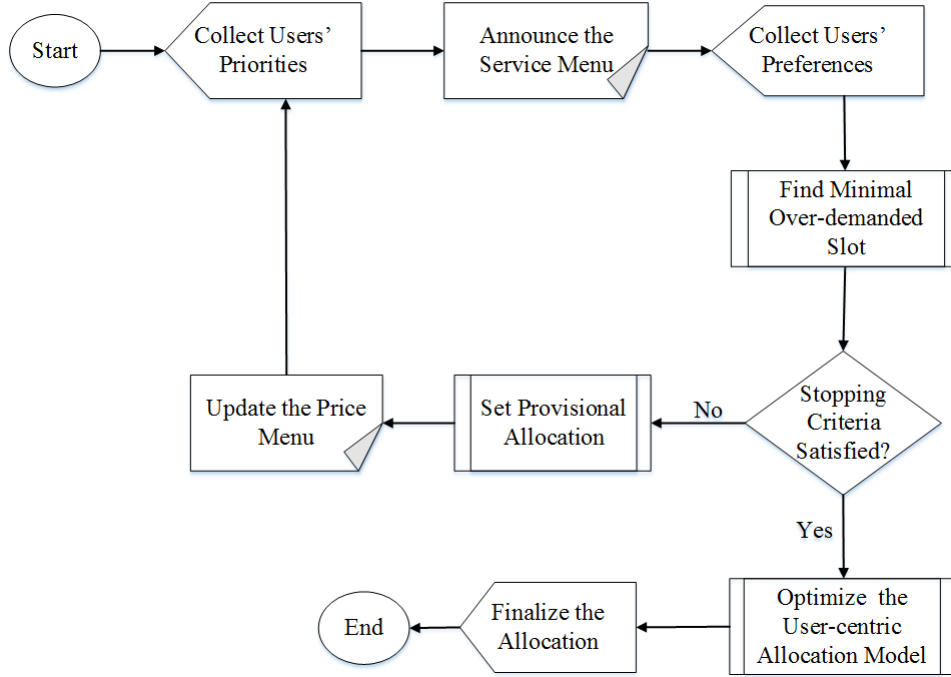 Start
Collect Users’
Priorities
Announce the
Service Menu
Collect Users’
Preferences
Find Minimal
Over-demanded
Slot
Stopping
Criteria
Satisfied?
No
Set Provisional
Allocation
Update the Price
Menu
Yes
Optimize the
User-centric
Allocation Model
Finalize the
Allocation
End